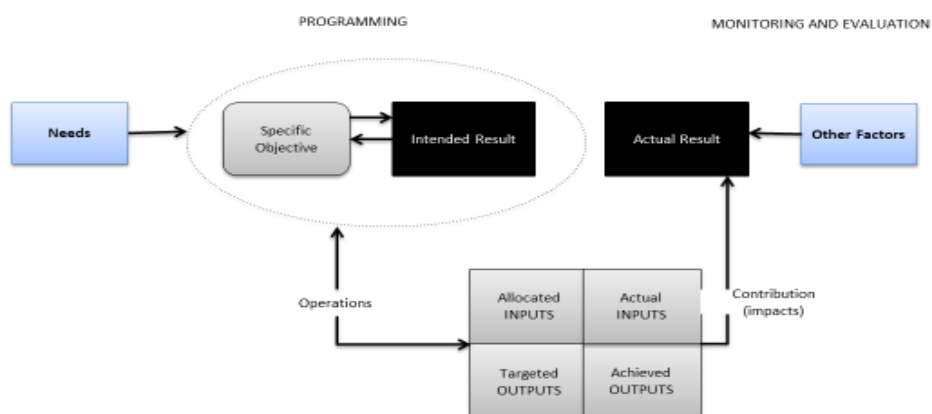 PROGRAMMING
MONITORING AND EVALUATION
Needs
Specific
Objective
Intended Result
Actual Result
Other Factors
Operations
Allocated
INPUTS
Actual
INPUTS
Contribution
(impacts)
Targeted
OUTPUTS
Achieved
OUTPUTS